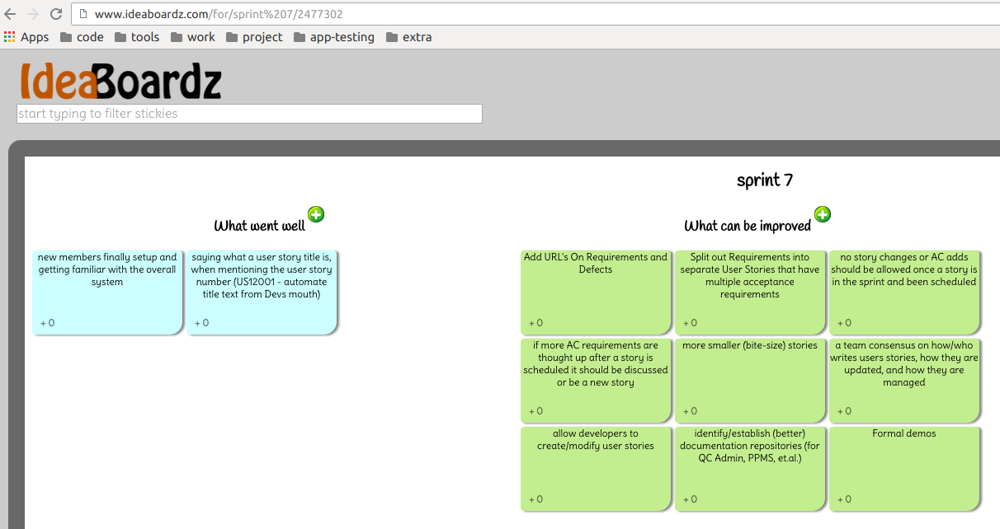 www.ideaboardz.com/for/sprint%207/2477302
Apps code tools work project app-testing extra
IdeaBoardz
start typing to filter stickies
sprint 7
What went well
new members finally setup and
getting familiar with the overall
system
+ 0
saying what a user story title is,
when mentioning the user story
number (US12001 - automate
title text from Devs mouth)
+ 0
What can be improved
Add URL's On Requirements and
Defects
+ 0
Split out Requirements into
separate User Stories that have
multiple acceptance
requirements
+ 0
no story changes or AC adds
should be allowed once a story is
in the sprint and been scheduled
+ 0
if more AC requirements are
thought up after a story is
scheduled it should be discussed
or be a new story
+ 0
more smaller (bite-size) stories
+ 0
a team consensus on how/who
writes users stories, how they are
updated, and how they are
managed
+ 0
allow developers to
create/modify user stories
+ 0
identify/establish (better)
documentation repositories (for
QC Admin, PPMS, et.al.)
+ 0
Formal demos
+ 0